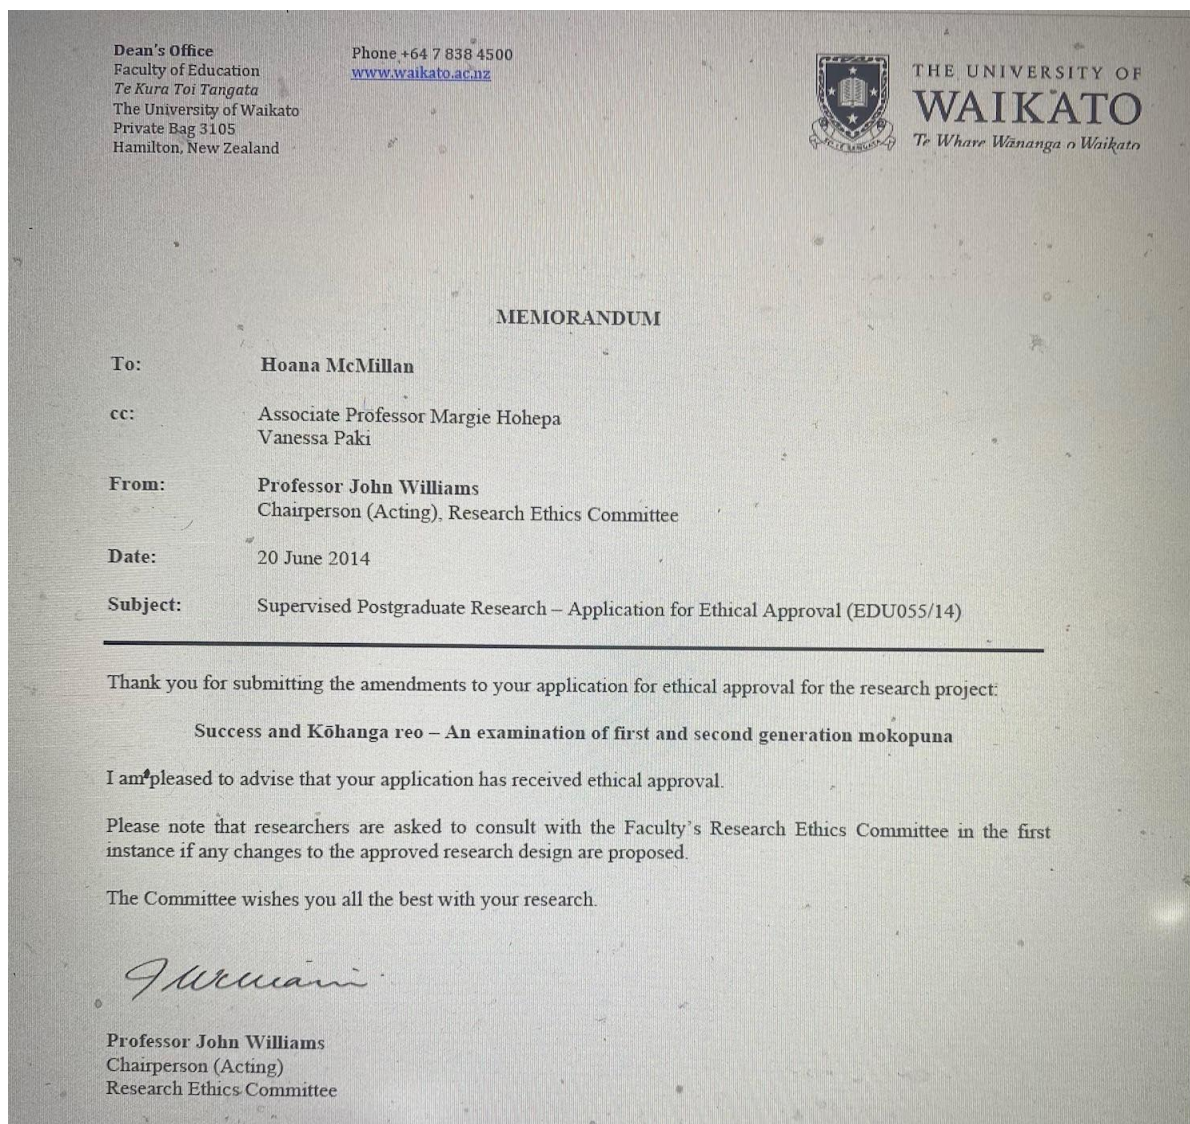 Dean's Office
Faculty of Education
Te Kura Toi Tangata
The University of Waikato
Private Bag 3105
Hamilton, New Zealand
Phone +64 7 838 4500
www.waikato.ac.nz
THE UNIVERSITY OF
WAIKATO
Te Whare Wānanga o Waikato
MEMORANDUM
To: Hoana McMillan
cc: Associate Professor Margie Hohepa
Vanessa Paki
From: Professor John Williams
Chairperson (Acting), Research Ethics Committee
Date: 20 June 2014
Subject: Supervised Postgraduate Research – Application for Ethical Approval (EDU055/14)
Thank you for submitting the amendments to your application for ethical approval for the research project:
Success and Kōhanga reo – An examination of first and second generation mokopuna
I am pleased to advise that your application has received ethical approval.
Please note that researchers are asked to consult with the Faculty's Research Ethics Committee in the first
instance if any changes to the approved research design are proposed.
The Committee wishes you all the best with your research.
J Williams
Professor John Williams
Chairperson (Acting)
Research Ethics Committee